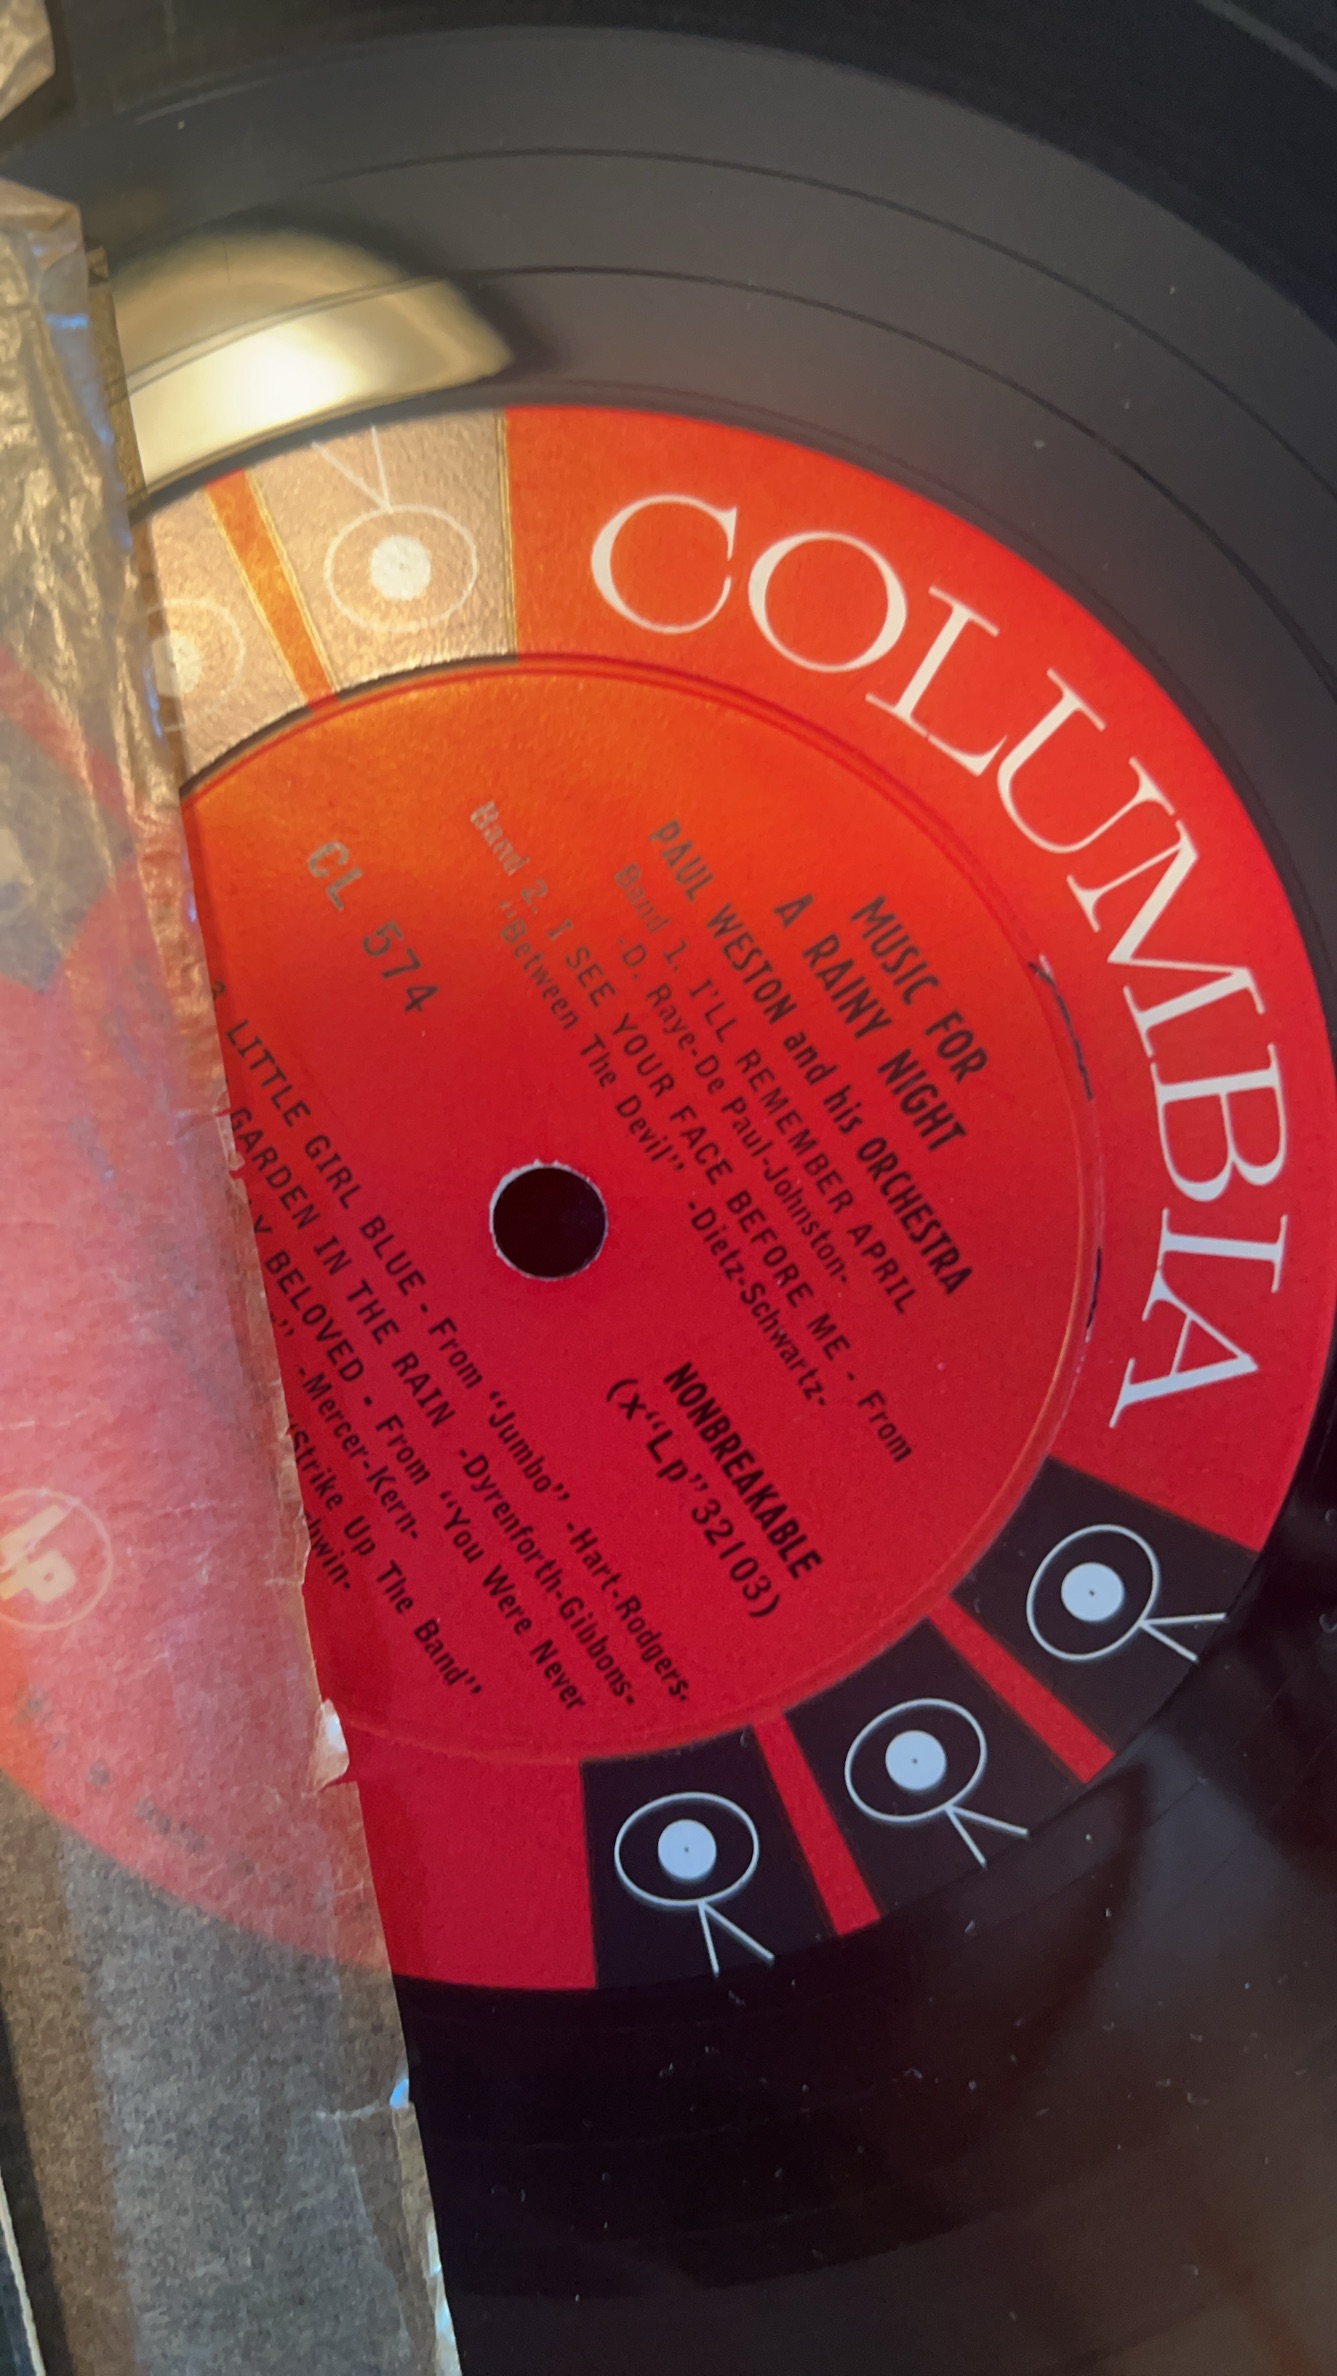 COLUMBIA
MUSIC FOR
A RAINY NIGHT
PAUL WESTON and his ORCHESTRA
Band 1. I'LL REMEMBER APRIL
-D. Raye-De Paul-Johnston-
Band 2. I SEE YOUR FACE BEFORE ME - From
"Between The Devil" -Dietz-Schwartz-
CL 574
NONBREAKABLE
(x"Lp"32103)
3. LITTLE GIRL BLUE - From "Jumbo" -Hart-Rodgers-
GARDEN IN THE RAIN -Dyrenforth-Gibbons-
Y BELOVED - From "You Were Never
" -Mercer-Kern-
"Strike Up The Band"
hwin-
LP